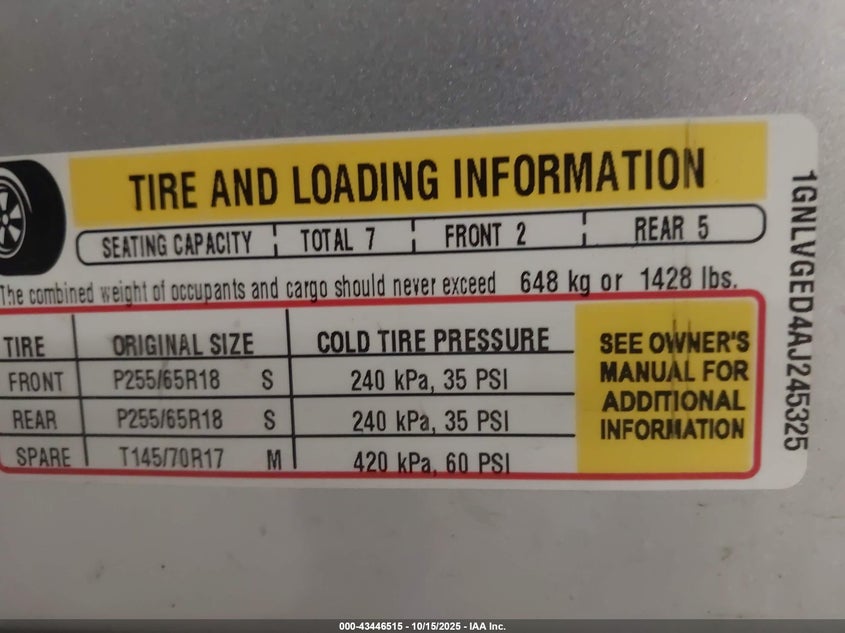 TIRE AND LOADING INFORMATION
SEATING CAPACITY TOTAL 7 FRONT 2 REAR 5
The combined weight of occupants and cargo should never exceed 648 kg or 1428 lbs.
TIRE ORIGINAL SIZE COLD TIRE PRESSURE
FRONT P255/65R18 S 240 kPa, 35 PSI
REAR P255/65R18 S 240 kPa, 35 PSI
SPARE T145/70R17 M 420 kPa, 60 PSI
SEE OWNER'S
MANUAL FOR
ADDITIONAL
INFORMATION
1GNLVGED4AJ245325
000-43446515 - 10/15/2025 - IAA Inc.